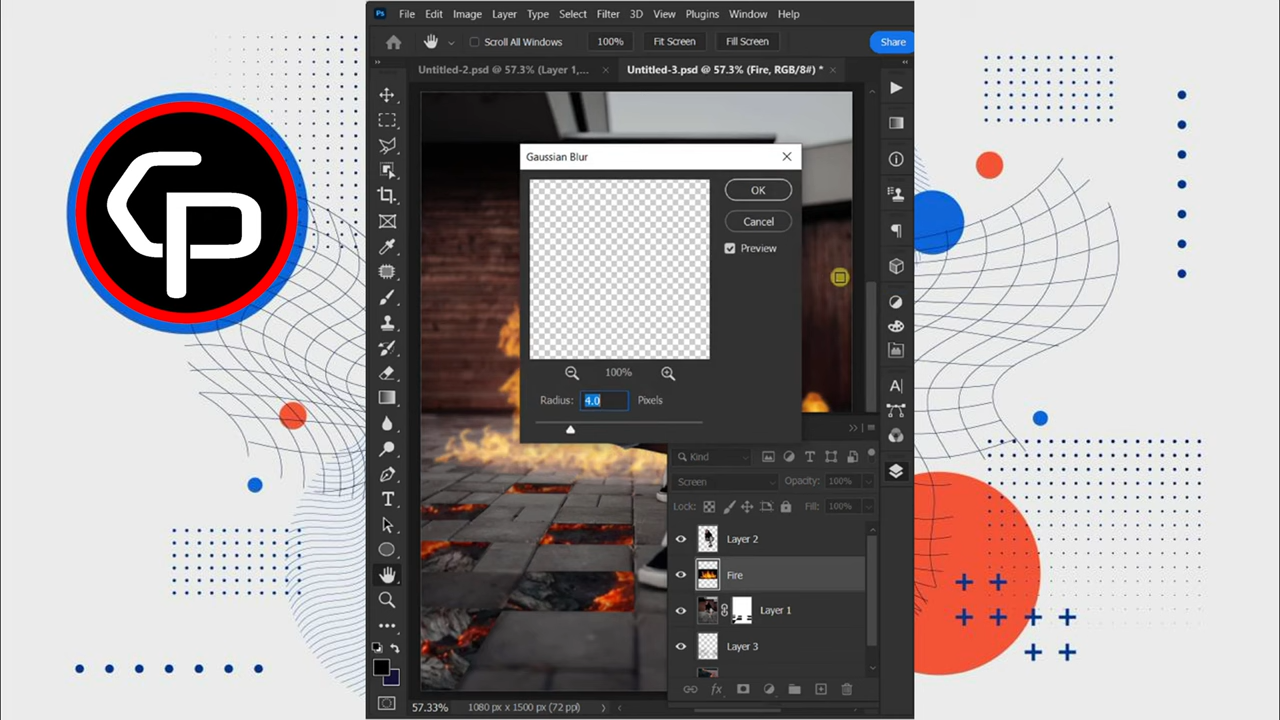 CP
Ps File Edit Image Layer Type Select Filter 3D View Plugins Window Help
Scroll All Windows 100% Fit Screen Fill Screen Share
Untitled-2.psd @ 57.3% (Layer 1,... × Untitled-3.psd @ 57.3% (Fire, RGB/8#) * ×
Gaussian Blur
OK
Cancel
Preview
100%
Radius: 4.0 Pixels
Kind
Screen Opacity: 100%
Lock: Fill: 100%
Layer 2
Fire
Layer 1
Layer 3
fx
57.33% 1080 px x 1500 px (72 ppi)